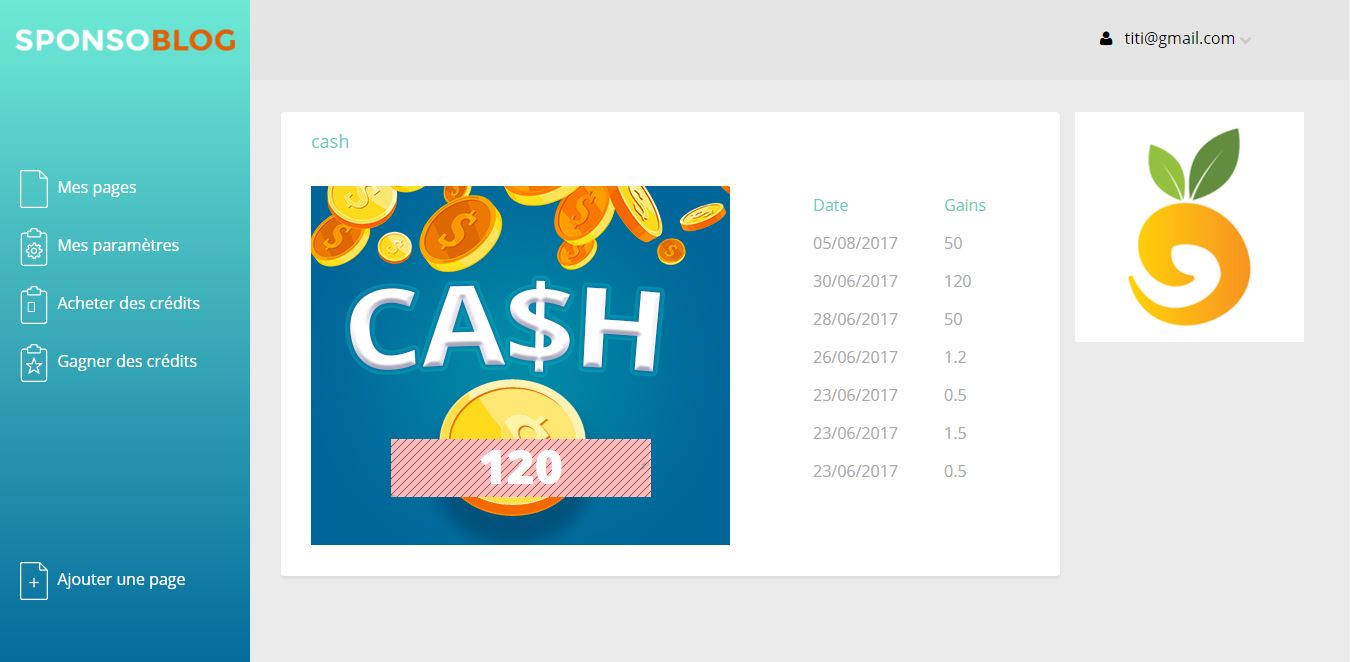 SPONSOBLOG
titi@gmail.com
Mes pages
Mes paramètres
Acheter des crédits
Gagner des crédits
Ajouter une page
cash
CA$H
120
Date Gains
05/08/2017 50
30/06/2017 120
28/06/2017 50
26/06/2017 1.2
23/06/2017 0.5
23/06/2017 1.5
23/06/2017 0.5